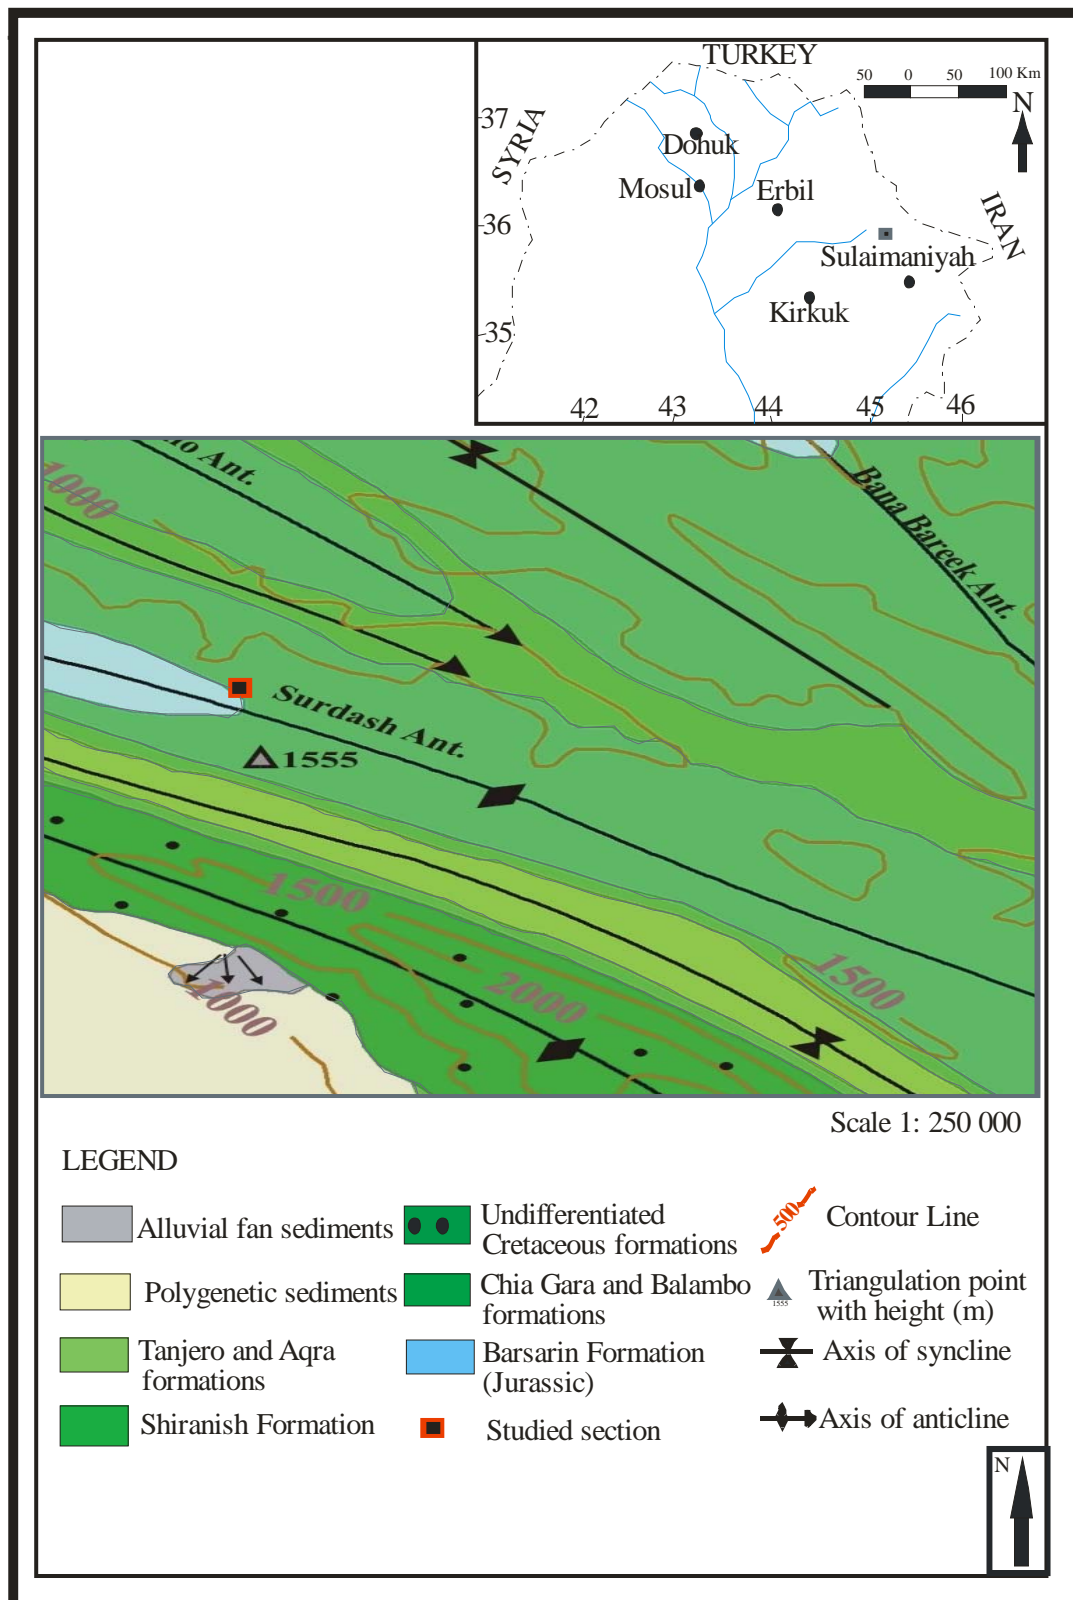 TURKEY
50 0 50 100 Km
N
37
SYRIA
Dohuk
Mosul
Erbil
IRAN
36
Sulaimaniyah
Kirkuk
35
42 43 44 45 46
Ant.
1000
Bana Bareek Ant.
Surdash Ant.
1555
1500
2000
1500
1000
Scale 1: 250 000
LEGEND
Alluvial fan sediments
Polygenetic sediments
Tanjero and Aqra
formations
Shiranish Formation
Undifferentiated
Cretaceous formations
Chia Gara and Balambo
formations
Barsarin Formation
(Jurassic)
Studied section
500
Contour Line
1555
Triangulation point
with height (m)
Axis of syncline
Axis of anticline
N